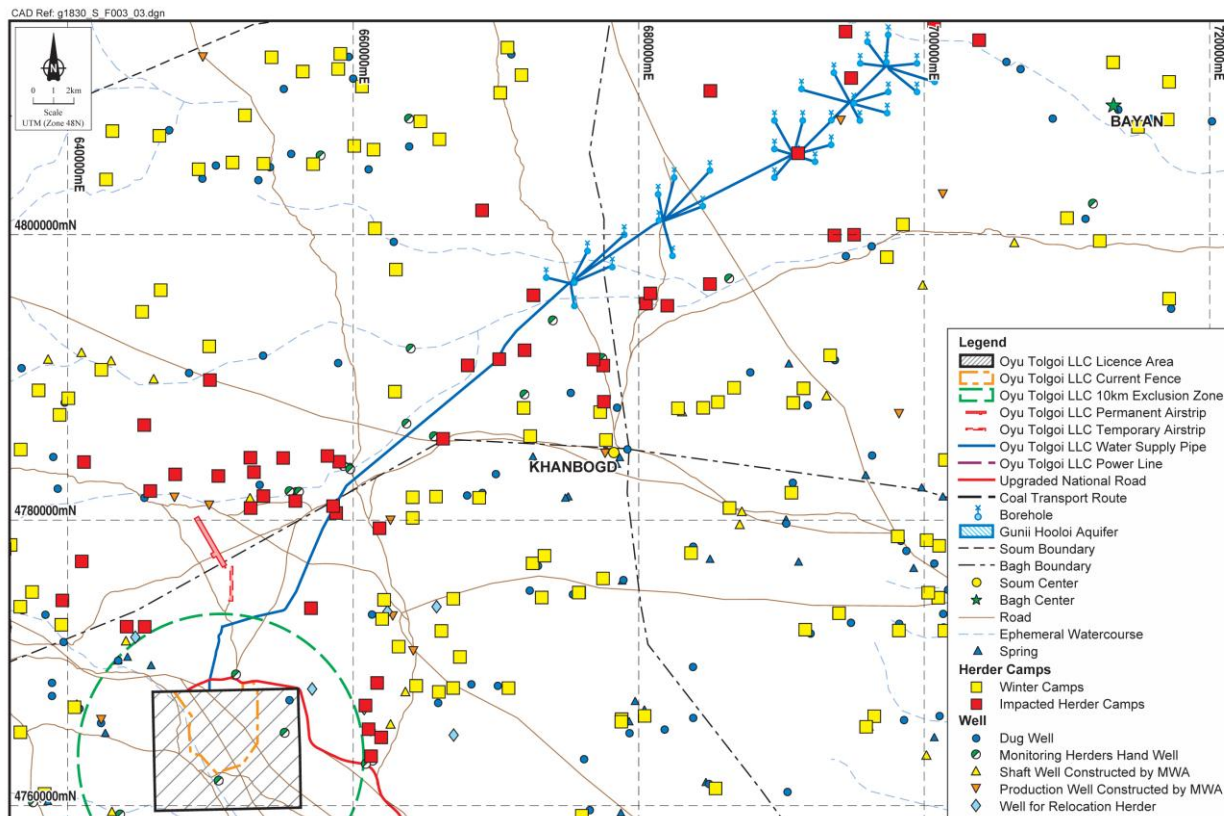 CAD Ref: g1830_S_F003_03.dgn
N
0 1 2km
Scale
UTM (Zone 48N)
640000mE
660000mE
680000mE
700000mE
720000mE
BAYAN
4800000mN
KHANBOGD
4780000mN
4760000mN
Legend
Oyu Tolgoi LLC Licence Area
Oyu Tolgoi LLC Current Fence
Oyu Tolgoi LLC 10km Exclusion Zone
Oyu Tolgoi LLC Permanent Airstrip
Oyu Tolgoi LLC Temporary Airstrip
Oyu Tolgoi LLC Water Supply Pipe
Oyu Tolgoi LLC Power Line
Upgraded National Road
Coal Transport Route
Borehole
Gunii Hooloi Aquifer
Soum Boundary
Bagh Boundary
Soum Center
Bagh Center
Road
Ephemeral Watercourse
Spring
Herder Camps
Winter Camps
Impacted Herder Camps
Well
Dug Well
Monitoring Herders Hand Well
Shaft Well Constructed by MWA
Production Well Constructed by MWA
Well for Relocation Herder